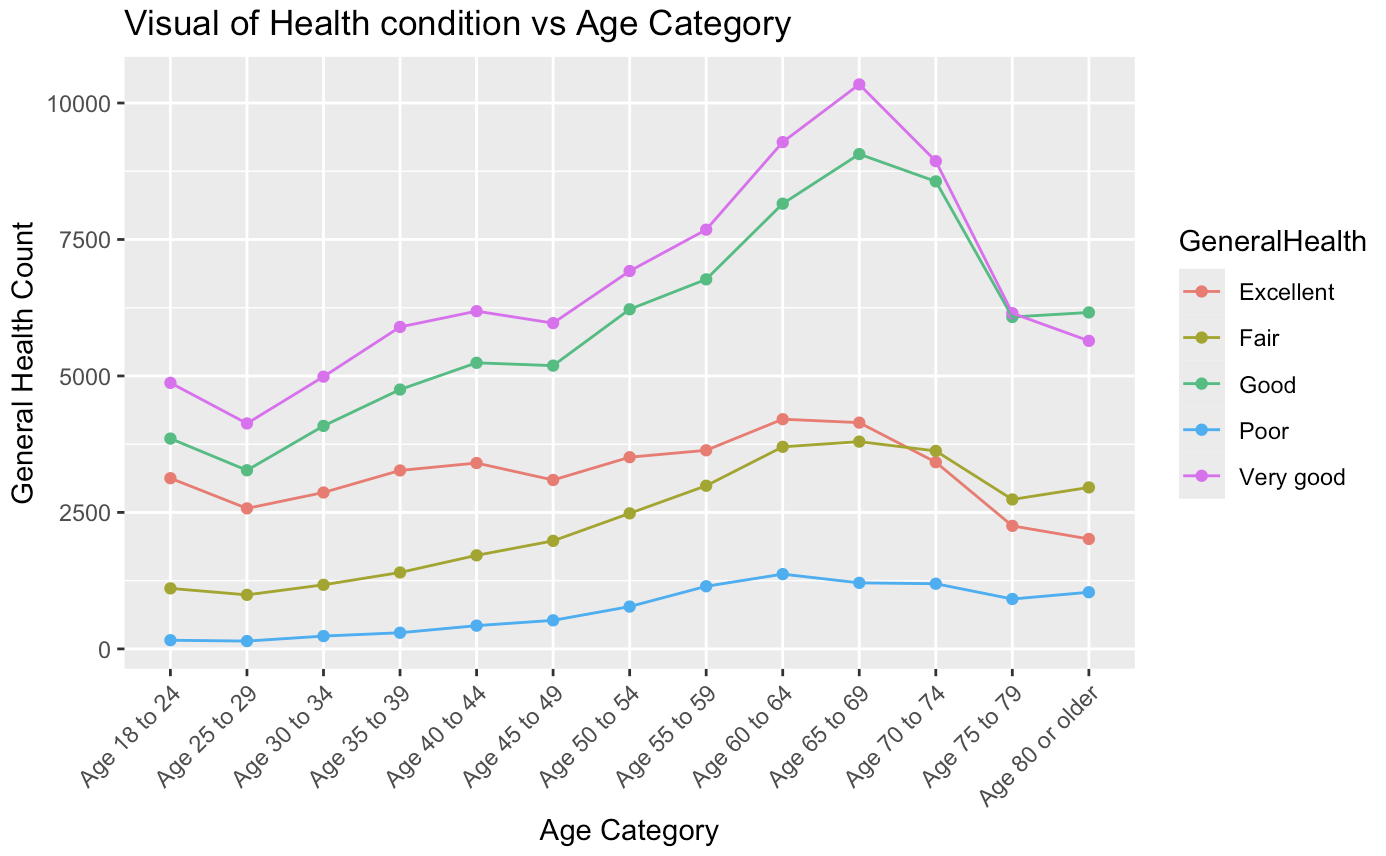 Visual of Health condition vs Age Category
General Health Count
10000
7500
5000
2500
0
Age 18 to 24
Age 25 to 29
Age 30 to 34
Age 35 to 39
Age 40 to 44
Age 45 to 49
Age 50 to 54
Age 55 to 59
Age 60 to 64
Age 65 to 69
Age 70 to 74
Age 75 to 79
Age 80 or older
Age Category
GeneralHealth
Excellent
Fair
Good
Poor
Very good